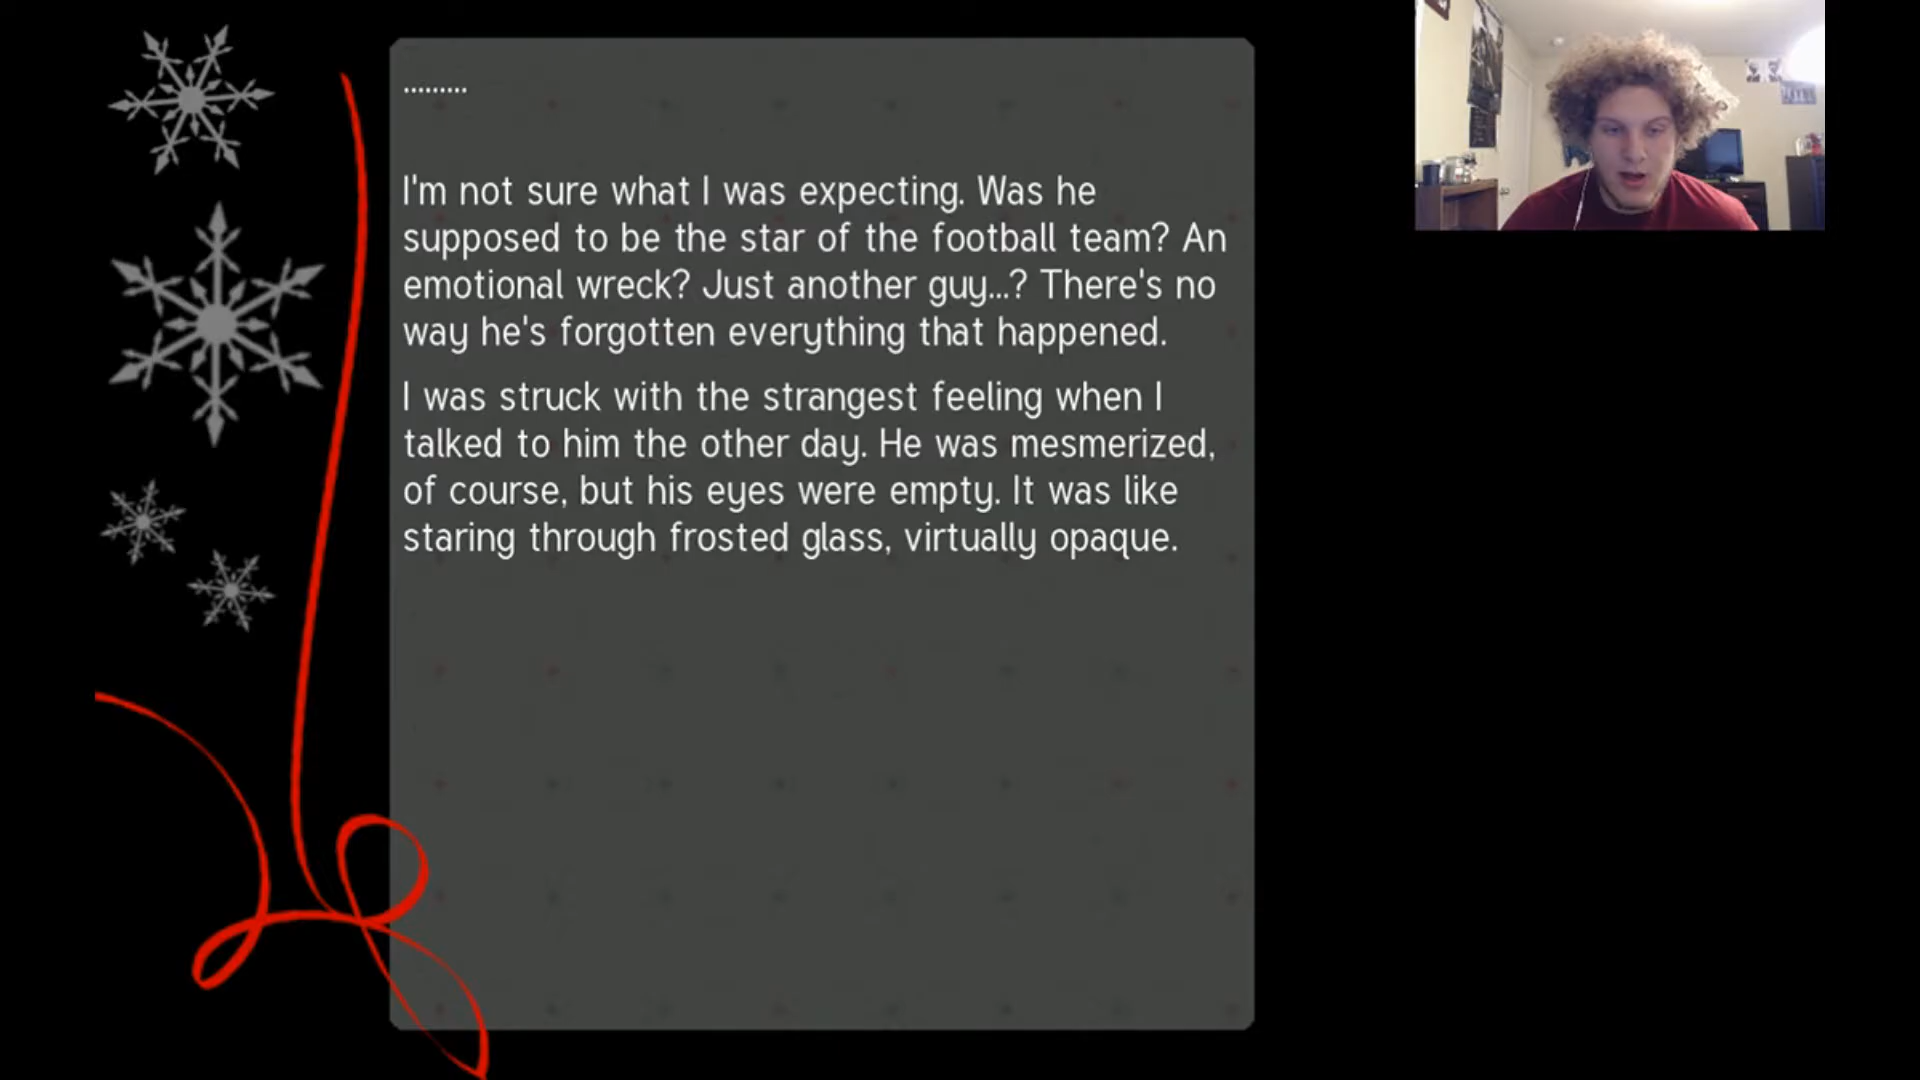 .........
I'm not sure what I was expecting. Was he
supposed to be the star of the football team? An
emotional wreck? Just another guy...? There's no
way he's forgotten everything that happened.
I was struck with the strangest feeling when I
talked to him the other day. He was mesmerized,
of course, but his eyes were empty. It was like
staring through frosted glass, virtually opaque.